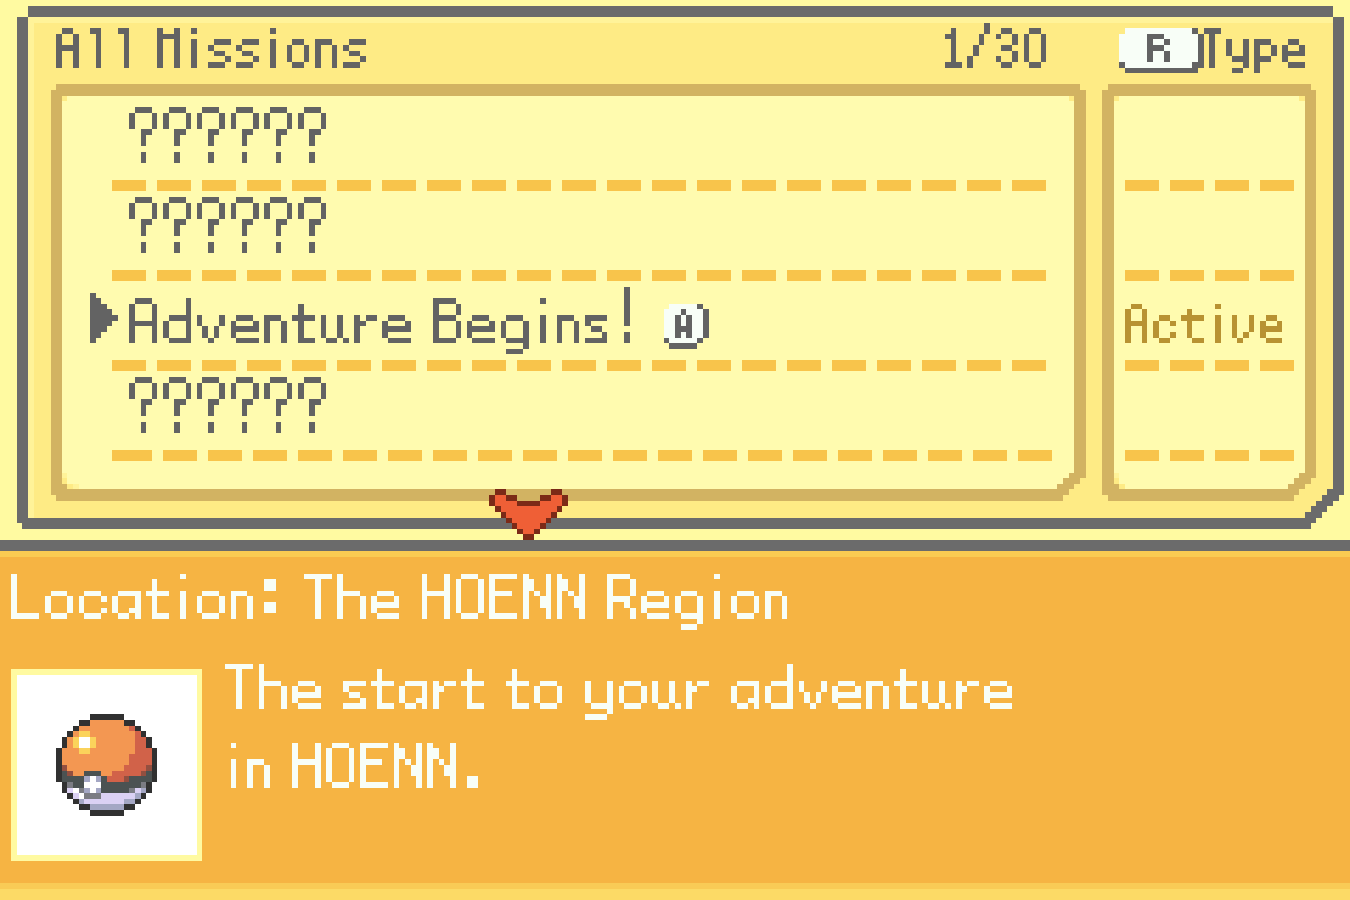 All Missions 1/30 R Type
??????
??????
Adventure Begins! A Active
??????
Location: The HOENN Region
The start to your adventure
in HOENN.